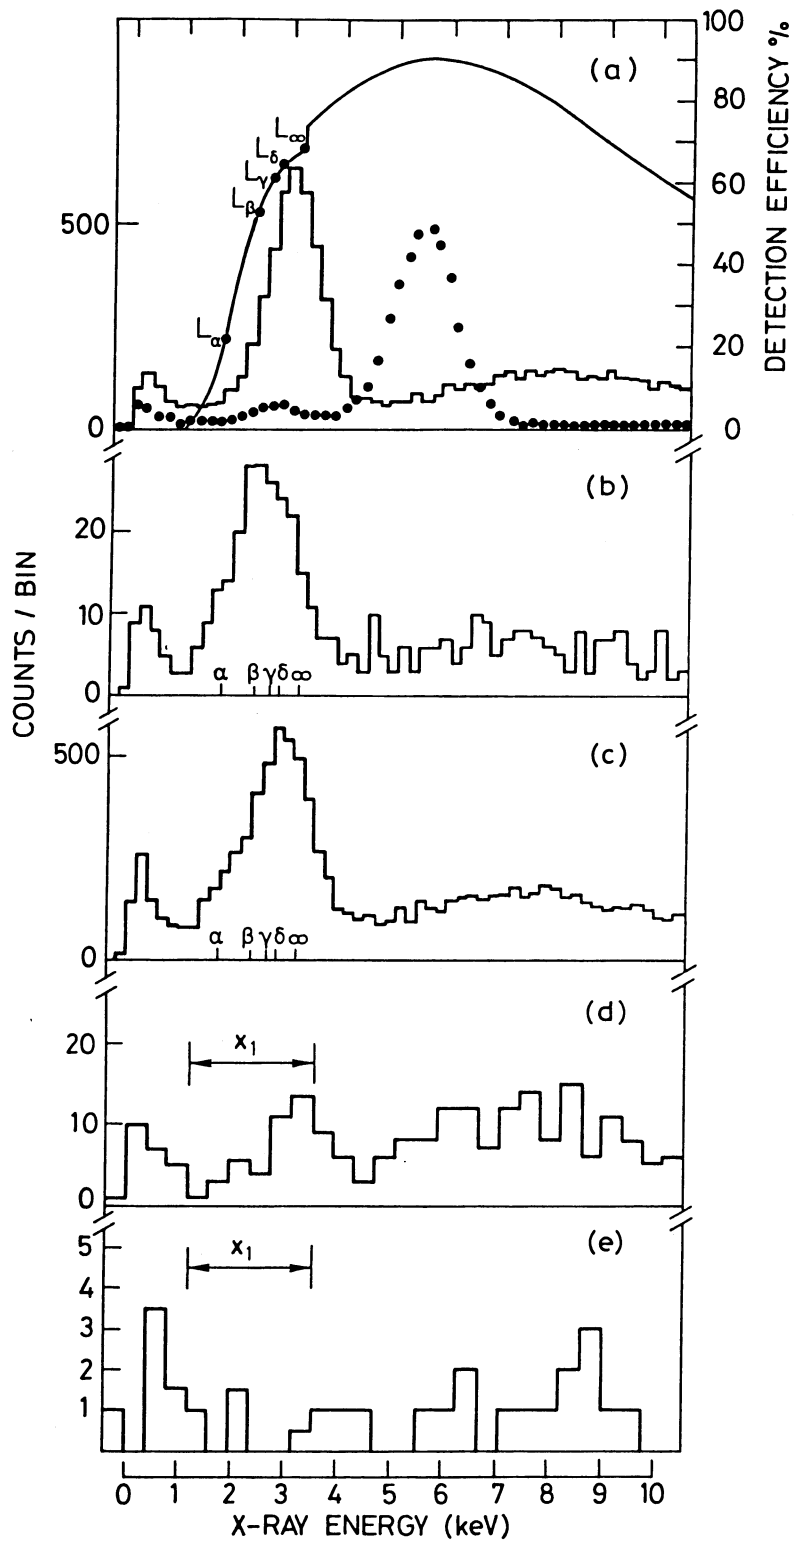 100
(a)
80
L∞
Lδ
Lγ
60
Lβ
500
40
Lα
20
0
0
DETECTION EFFICIENCY %
(b)
20
10
α β γ δ ∞
0
COUNTS / BIN
500
(c)
α β γ δ ∞
0
(d)
20
x₁
10
0
(e)
5
x₁
4
3
2
1
0 1 2 3 4 5 6 7 8 9 10
X-RAY ENERGY (keV)